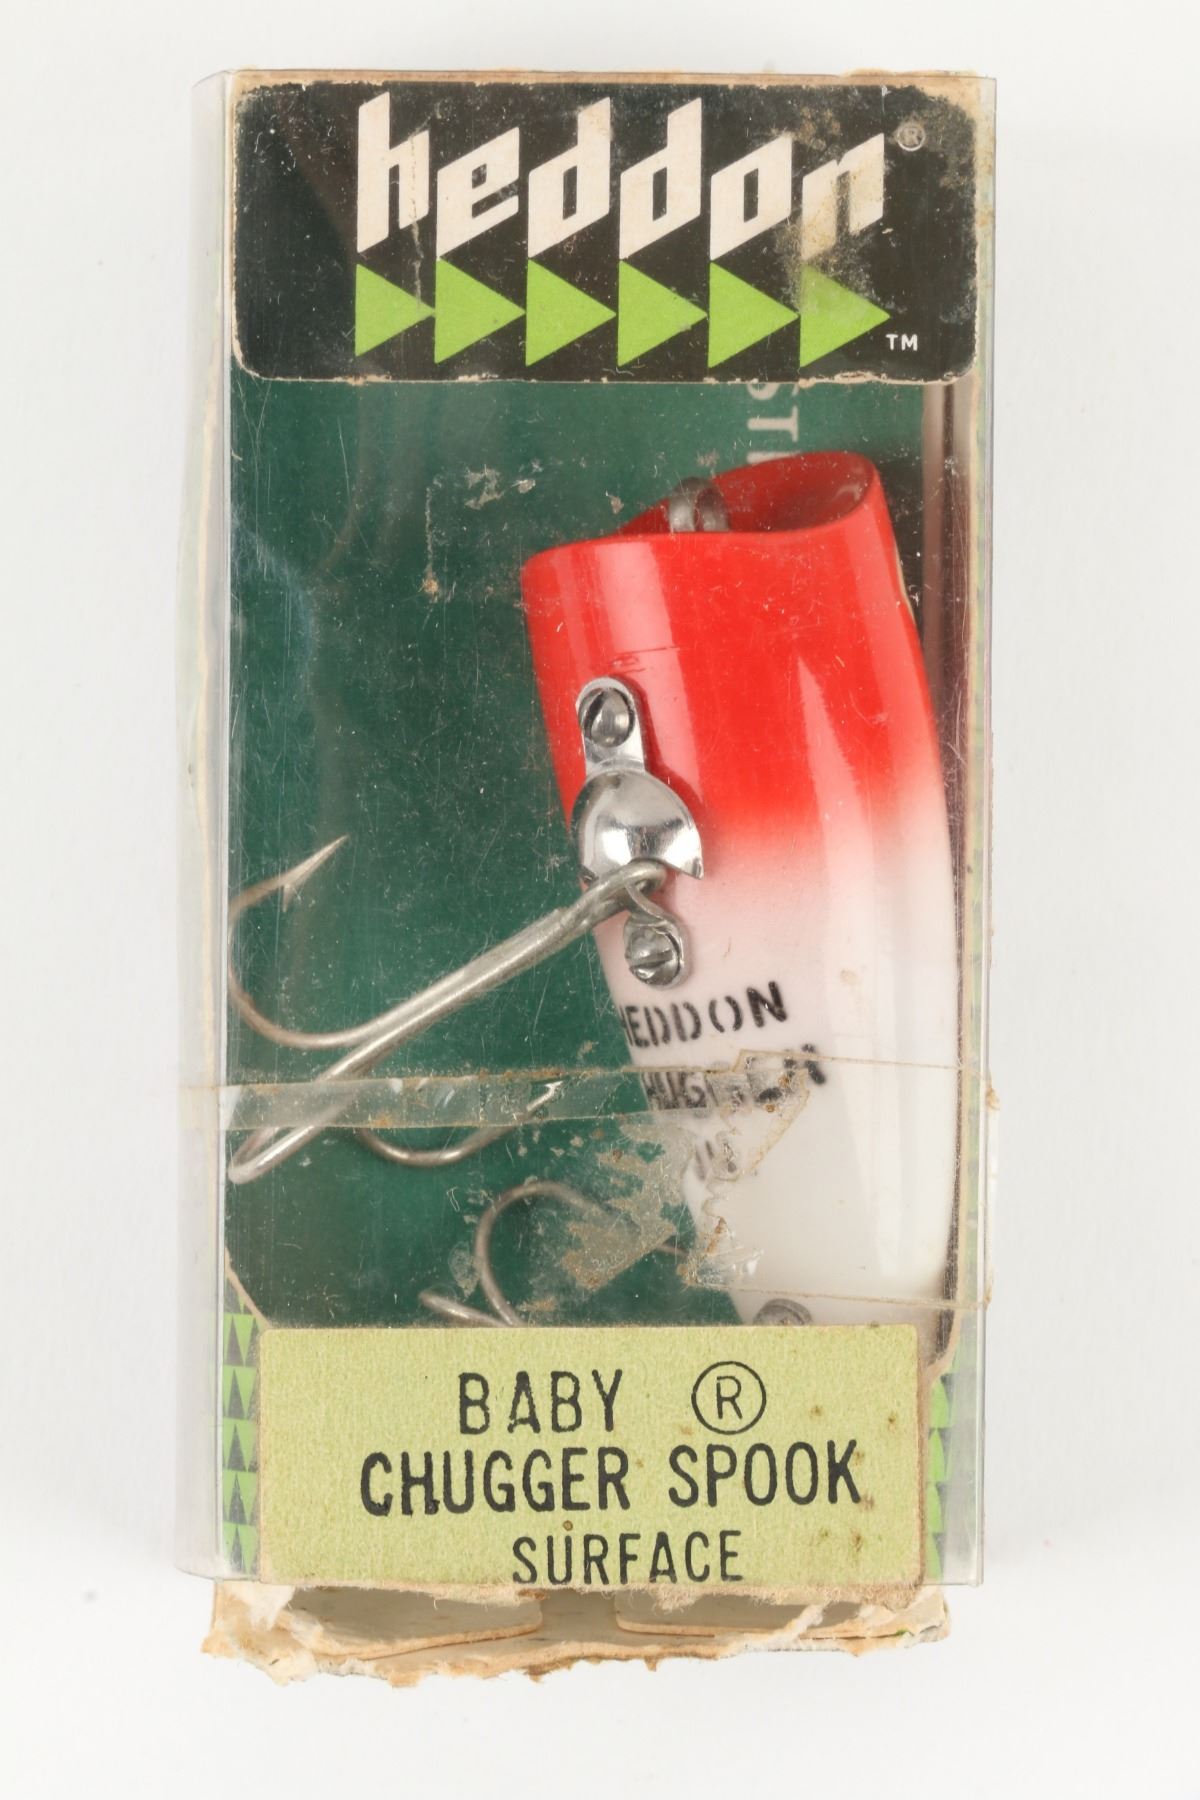 heddon®
TM
HEDDON
BABY ®
CHUGGER SPOOK
SURFACE